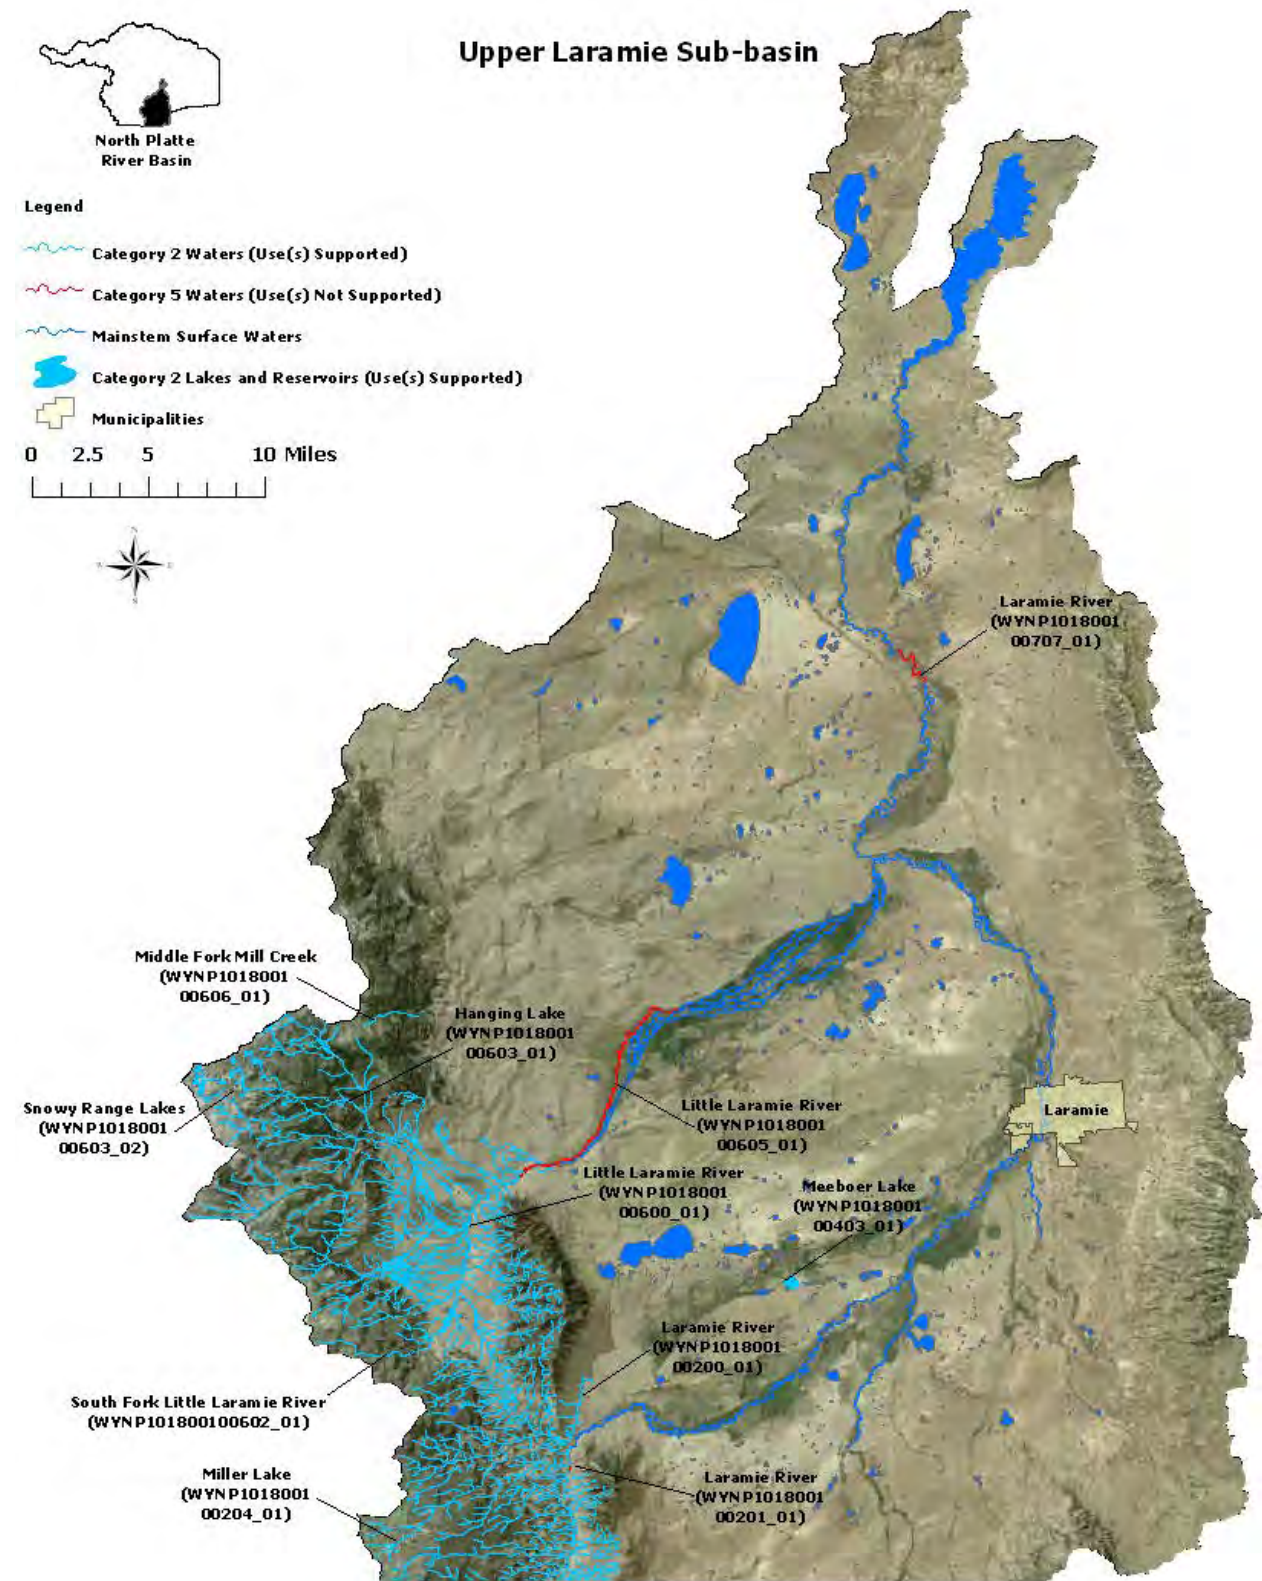 Upper Laramie Sub-basin
North Platte
River Basin
Legend
Category 2 Waters (Use(s) Supported)
Category 5 Waters (Use(s) Not Supported)
Mainstem Surface Waters
Category 2 Lakes and Reservoirs (Use(s) Supported)
Municipalities
0 2.5 5 10 Miles
Laramie River
(WYNP1018001
00707_01)
Middle Fork Mill Creek
(WYNP1018001
00606_01)
Hanging Lake
(WYNP1018001
00603_01)
Snowy Range Lakes
(WYNP1018001
00603_02)
Little Laramie River
(WYNP1018001
00605_01)
Laramie
Little Laramie River
(WYNP1018001
00600_01)
Meeboer Lake
(WYNP1018001
00403_01)
Laramie River
(WYNP1018001
00200_01)
South Fork Little Laramie River
(WYNP101800100602_01)
Miller Lake
(WYNP1018001
00204_01)
Laramie River
(WYNP1018001
00201_01)